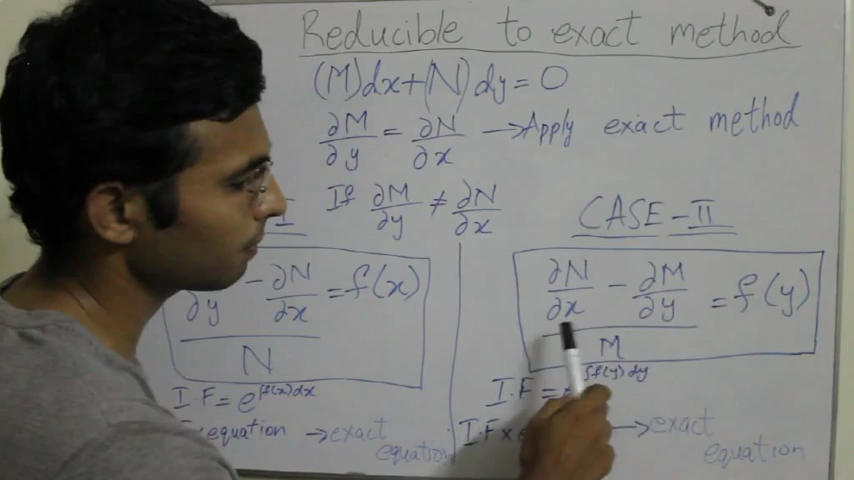 Reducible to exact method
(M)dx+(N)dy=0
∂M/∂y = ∂N/∂x →Apply exact method
If ∂M/∂y ≠ ∂N/∂x
I
∂y - ∂N/∂x = f(x)
N
I.F=e^∫f(x)dx
equation →exact equation
CASE-II
∂N/∂x - ∂M/∂y = f(y)
M
I.F= ∫f(y)dy
I.F× →exact equation